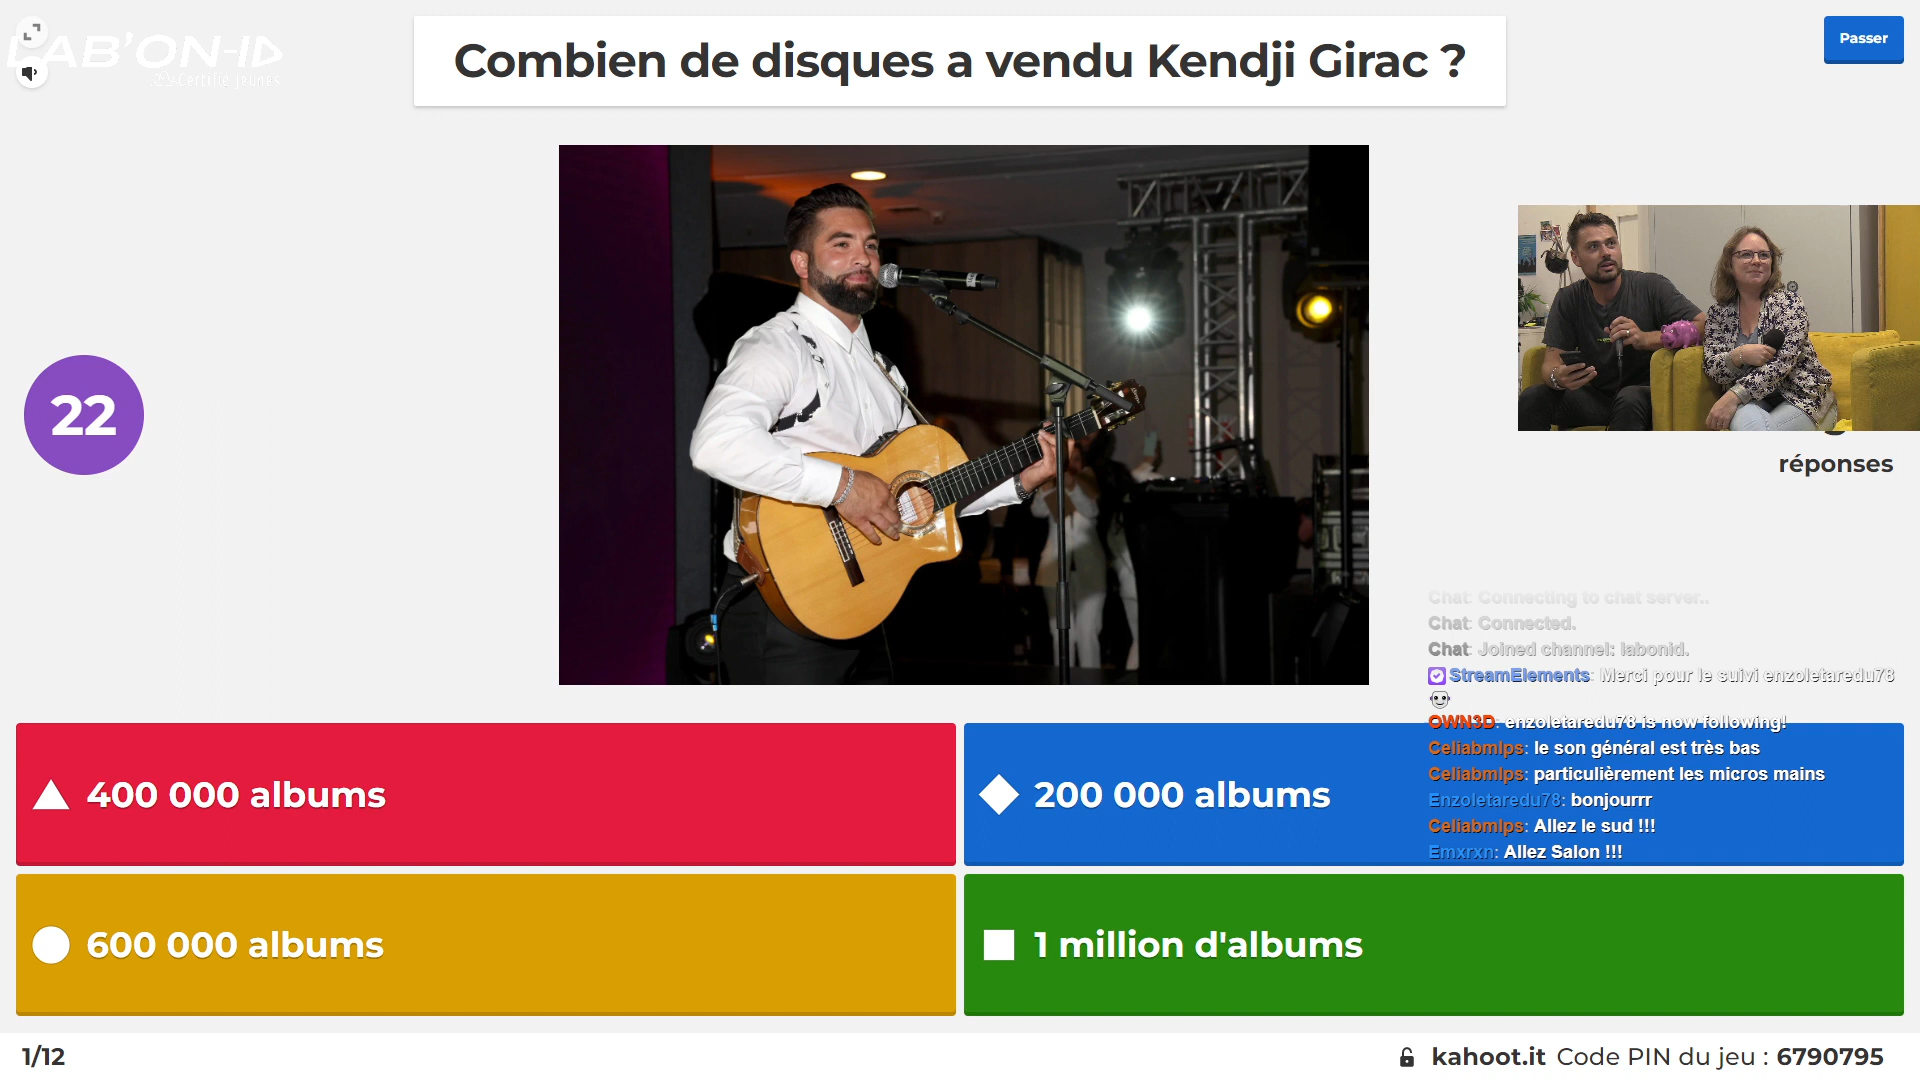 LAB'ON-ID
Certific jeunes
Combien de disques a vendu Kendji Girac ?
Passer
22
réponses
Chat: Connecting to chat server..
Chat: Connected.
Chat: Joined channel: labonid.
StreamElements: Merci pour le suivi enzoletaredu78
OWN3D: enzoletaredu78 is now following!
Celiabmlps: le son général est très bas
Celiabmlps: particulièrement les micros mains
Enzoletaredu78: bonjourrr
Celiabmlps: Allez le sud !!!
Emxrxn: Allez Salon !!!
400 000 albums
200 000 albums
600 000 albums
1 million d'albums
1/12
kahoot.it Code PIN du jeu : 6790795